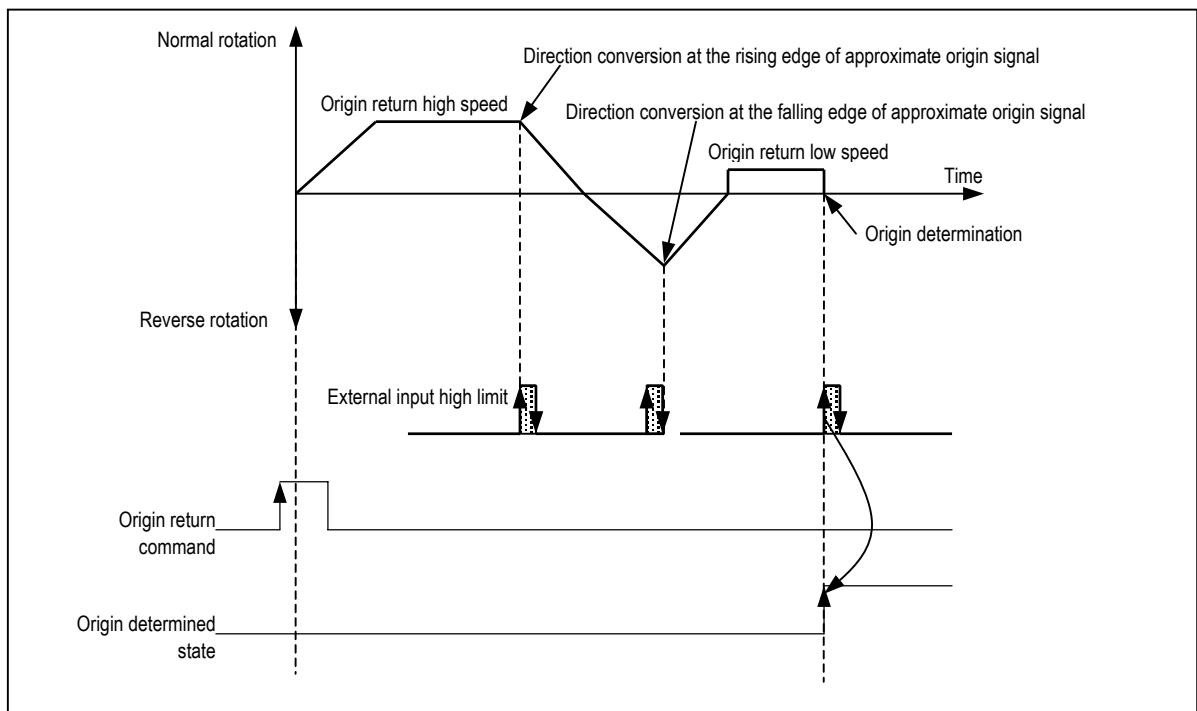 Normal rotation
Direction conversion at the rising edge of approximate origin signal
Origin return high speed
Direction conversion at the falling edge of approximate origin signal
Origin return low speed
Time
Origin determination
Reverse rotation
External input high limit
Origin return
command
Origin determined
state